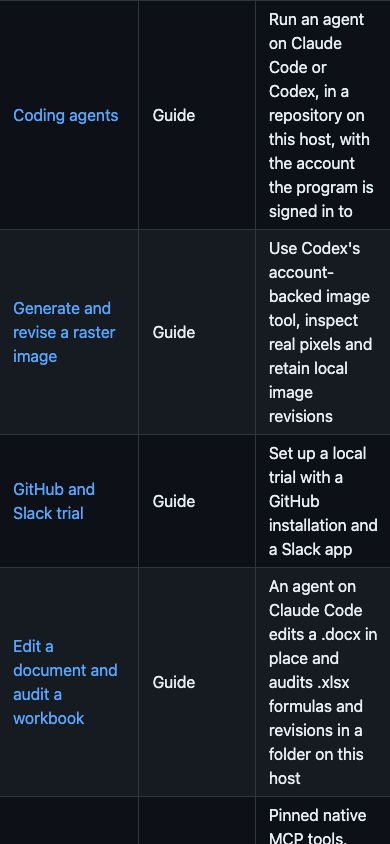 Coding agents
Guide
Run an agent
on Claude
Code or
Codex, in a
repository on
this host, with
the account
the program is
signed in to
Generate and
revise a raster
image
Guide
Use Codex's
account-
backed image
tool, inspect
real pixels and
retain local
image
revisions
GitHub and
Slack trial
Guide
Set up a local
trial with a
GitHub
installation and
a Slack app
Edit a
document and
audit a
workbook
Guide
An agent on
Claude Code
edits a .docx in
place and
audits .xlsx
formulas and
revisions in a
folder on this
host
Pinned native
MCP tools,